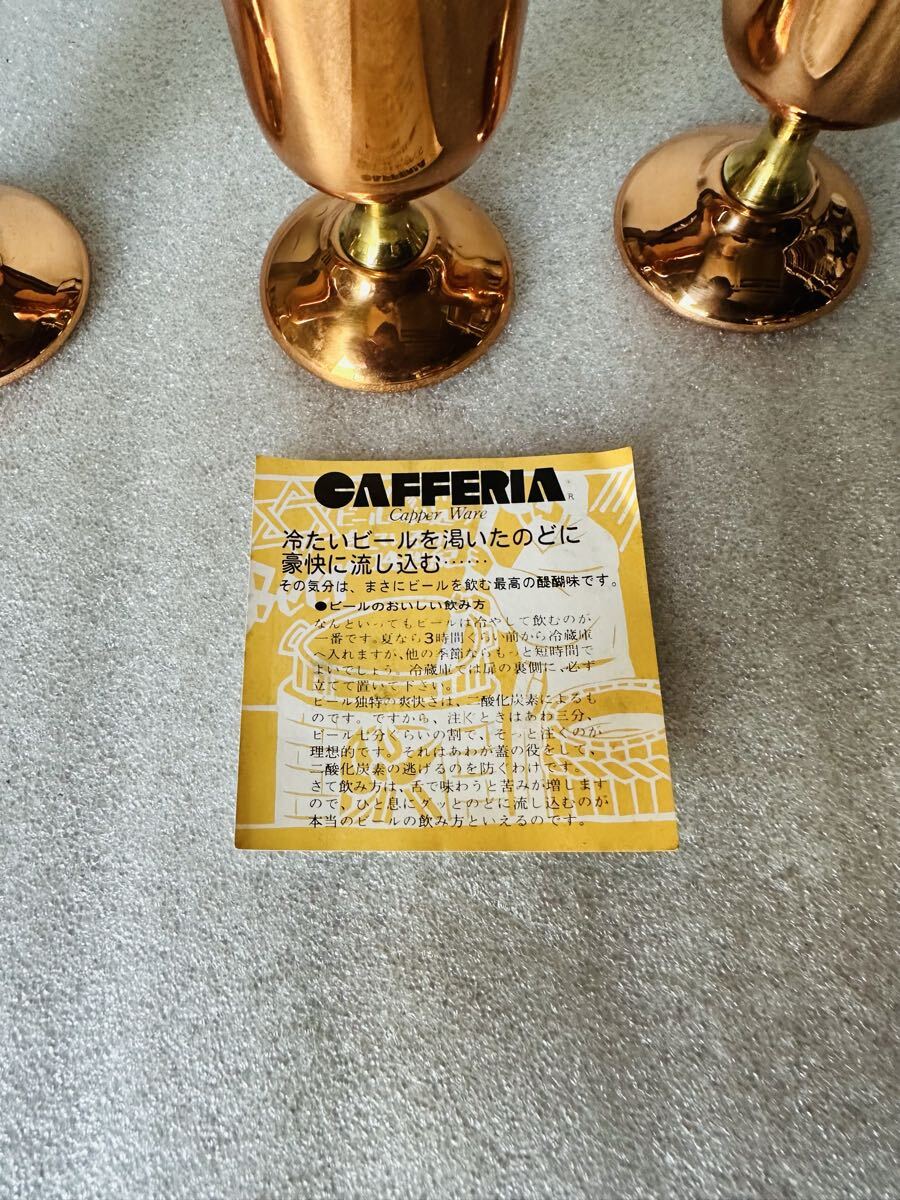 CAFFERIA R
Capper Ware
冷たいビールを渇いたのどに
豪快に流し込む……
その気分は、まさにビールを飲む最高の醍醐味です。
●ビールのおいしい飲み方
なんといってもビールは冷やして飲むのが
一番です。夏なら3時間くらい前から冷蔵庫
へ入れますが、他の季節ならもっと短時間で
よいでしょう。冷蔵庫では扉の裏側に、必ず
立てて置いて下さい。
ビール独特の爽快さは、二酸化炭素によるも
のです。ですから、注ぐときはあわ三分、
ビール七分ぐらいの割で、そっと注ぐのが
理想的です。それはあわが蓋の役をして、
二酸化炭素の逃げるのを防ぐわけです。
さて飲み方は、舌で味わうと苦みが増します
ので、ひと息にグッとのどに流し込むのが
本当のビールの飲み方といえるのです。